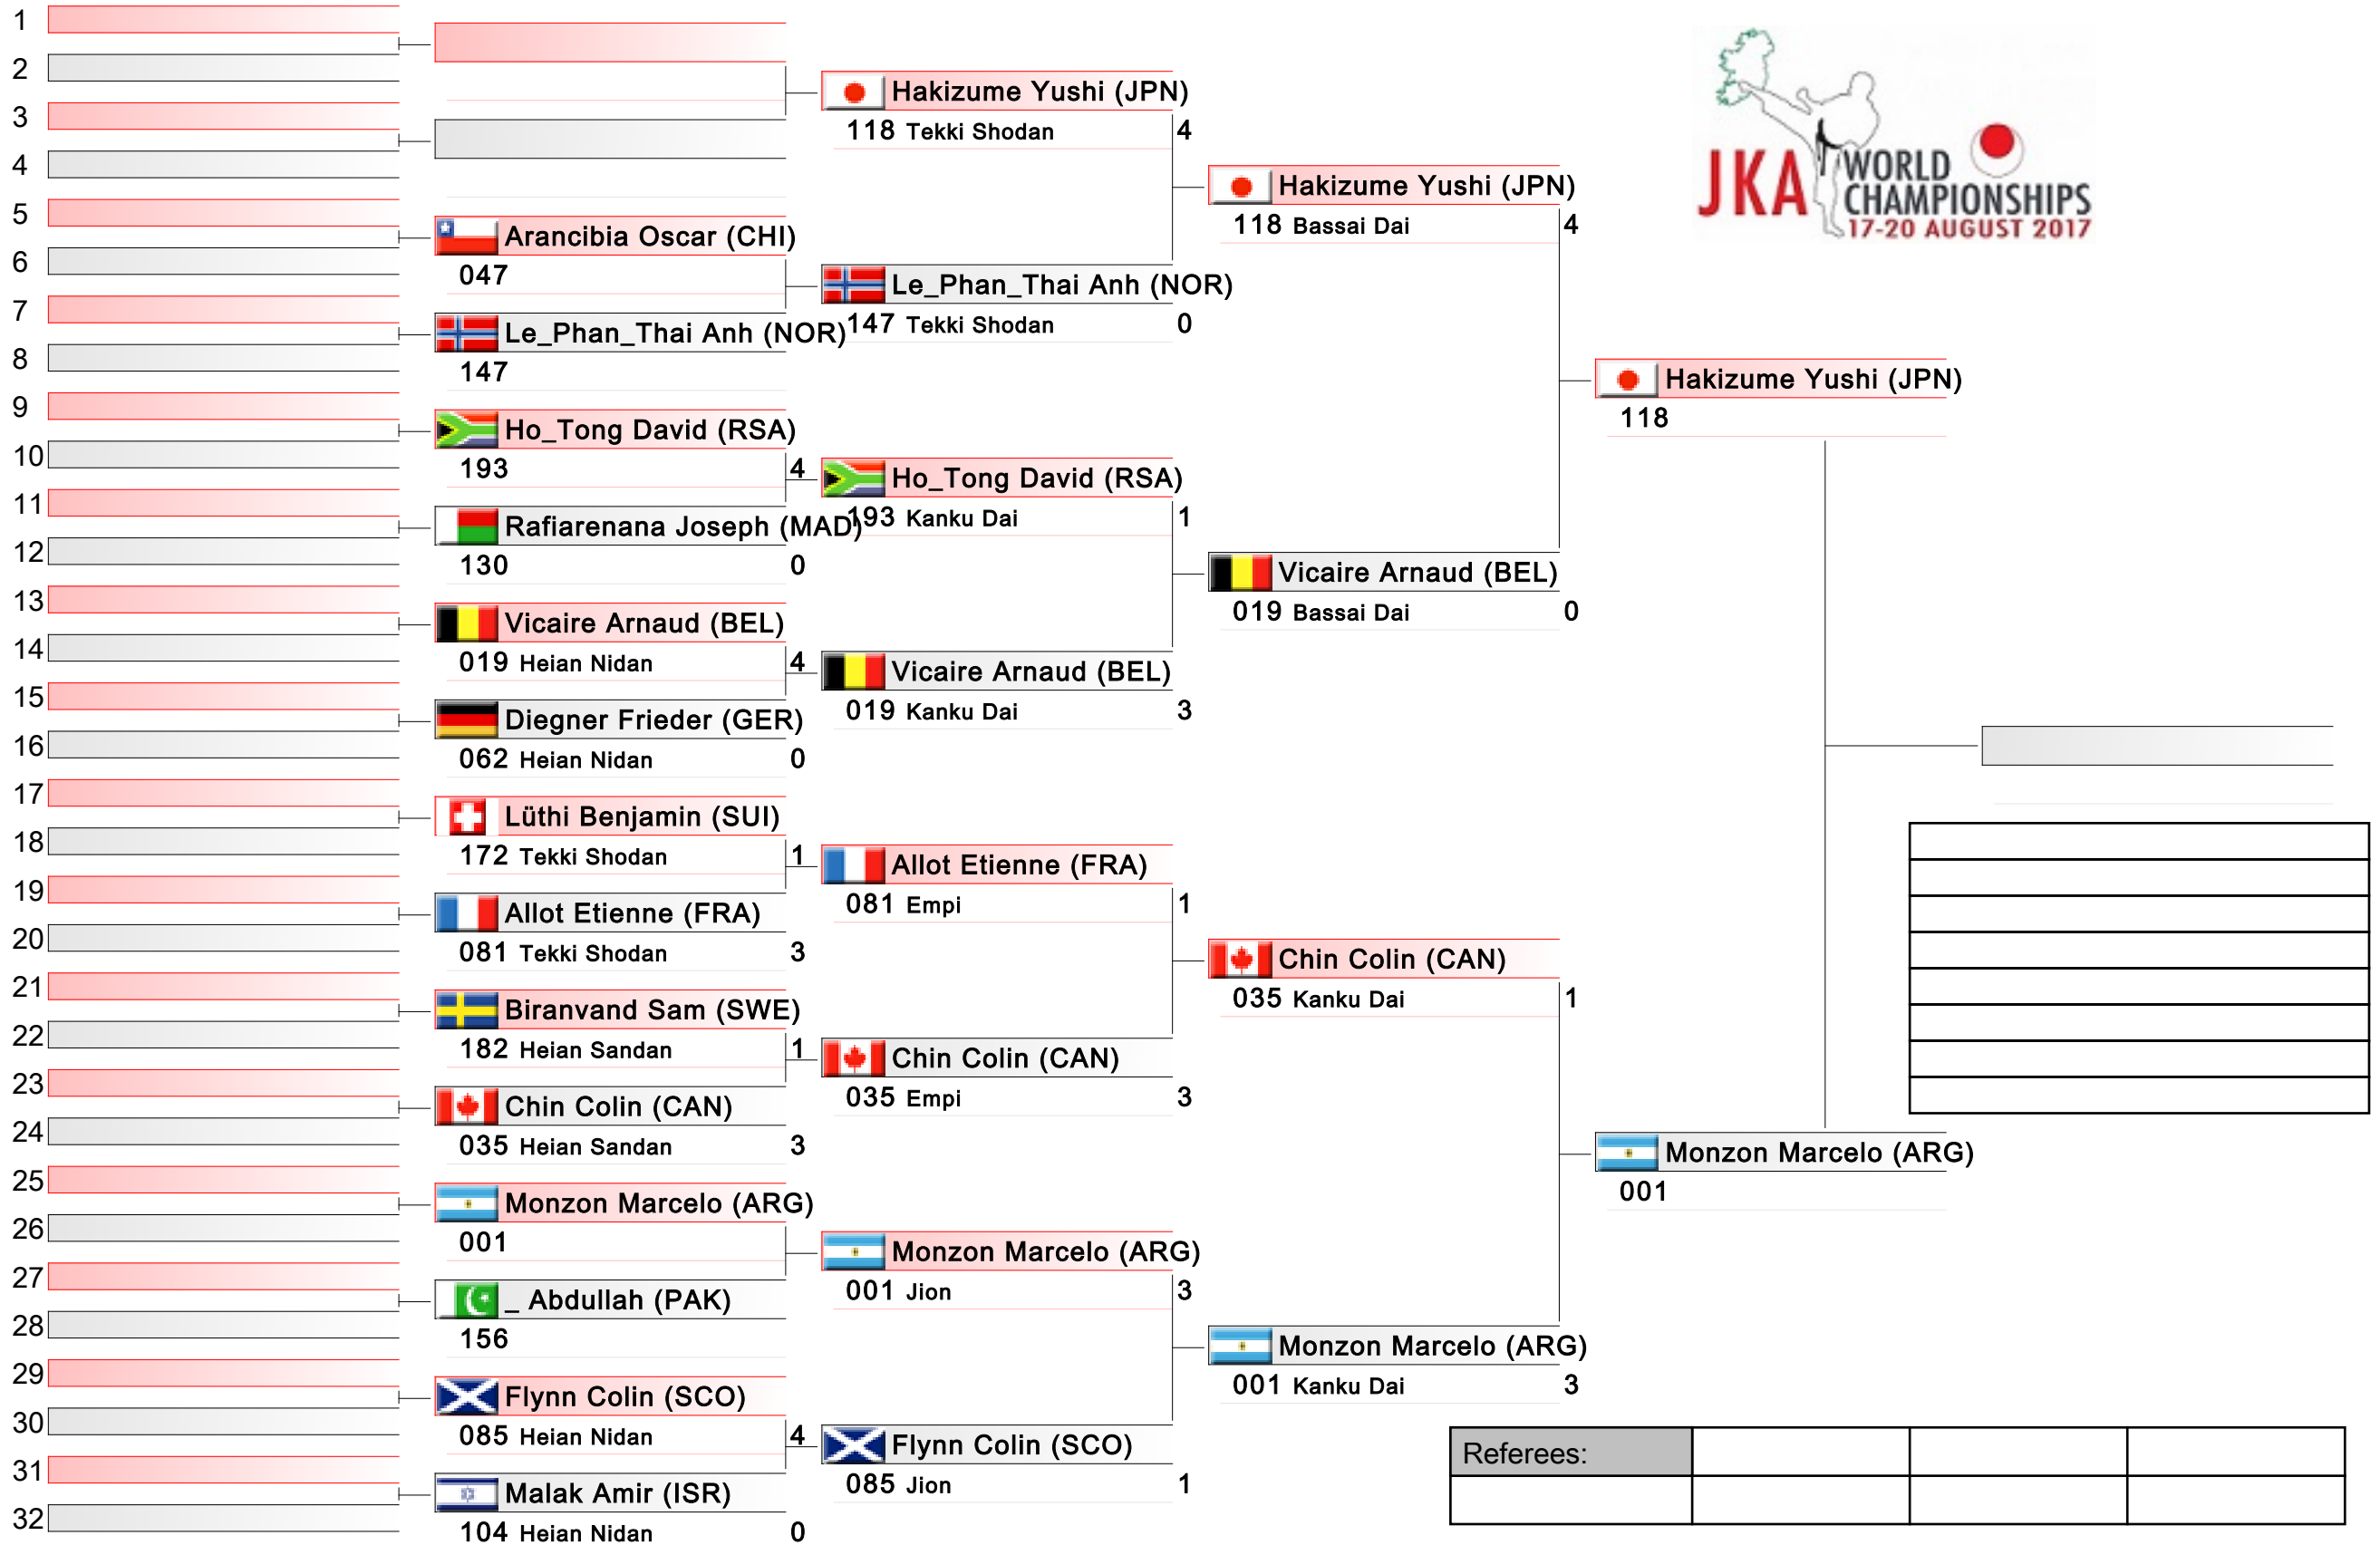 1
2
3
4
5
6
7
8
9
10
11
12
13
14
15
16
17
18
19
20
21
22
23
24
25
26
27
28
29
30
31
32
Arancibia Oscar (CHI)
047
Le_Phan_Thai Anh (NOR)
147
Ho_Tong David (RSA)
193 4
Rafiarenana Joseph (MAD)
130 0
Vicaire Arnaud (BEL)
019 Heian Nidan 4
Diegner Frieder (GER)
062 Heian Nidan 0
Lüthi Benjamin (SUI)
172 Tekki Shodan 1
Allot Etienne (FRA)
081 Tekki Shodan 3
Biranvand Sam (SWE)
182 Heian Sandan 1
Chin Colin (CAN)
035 Heian Sandan 3
Monzon Marcelo (ARG)
001
_ Abdullah (PAK)
156
Flynn Colin (SCO)
085 Heian Nidan 4
Malak Amir (ISR)
104 Heian Nidan 0
Hakizume Yushi (JPN)
118 Tekki Shodan 4
Le_Phan_Thai Anh (NOR)
147 Tekki Shodan 0
Ho_Tong David (RSA)
193 Kanku Dai 1
Vicaire Arnaud (BEL)
019 Kanku Dai 3
Allot Etienne (FRA)
081 Empi 1
Chin Colin (CAN)
035 Empi 3
Monzon Marcelo (ARG)
001 Jion 3
Flynn Colin (SCO)
085 Jion 1
Hakizume Yushi (JPN)
118 Bassai Dai 4
Vicaire Arnaud (BEL)
019 Bassai Dai 0
Chin Colin (CAN)
035 Kanku Dai 1
Monzon Marcelo (ARG)
001 Kanku Dai 3
Hakizume Yushi (JPN)
118
Monzon Marcelo (ARG)
001
JKA WORLD
CHAMPIONSHIPS
17-20 AUGUST 2017
Referees: